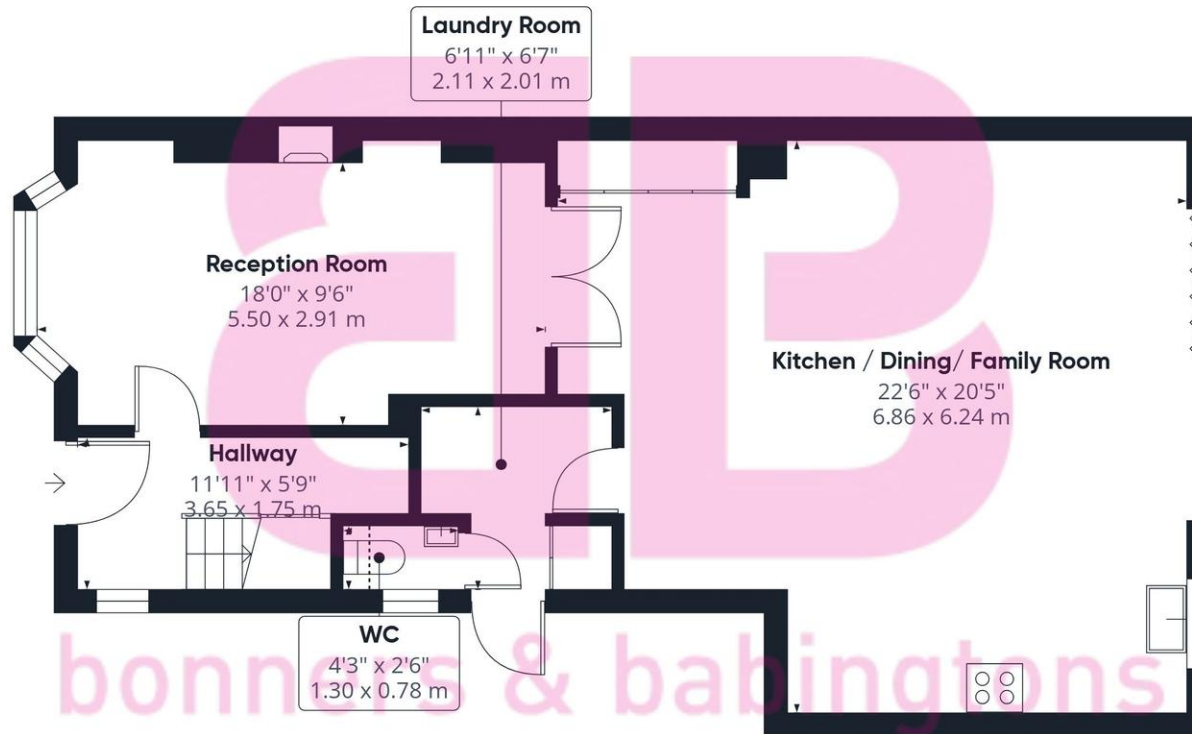 Laundry Room
6'11" x 6'7"
2.11 x 2.01 m
Reception Room
18'0" x 9'6"
5.50 x 2.91 m
Kitchen / Dining/ Family Room
22'6" x 20'5"
6.86 x 6.24 m
Hallway
11'11" x 5'9"
3.65 x 1.75 m
WC
4'3" x 2'6"
1.30 x 0.78 m
bonners & babingtons